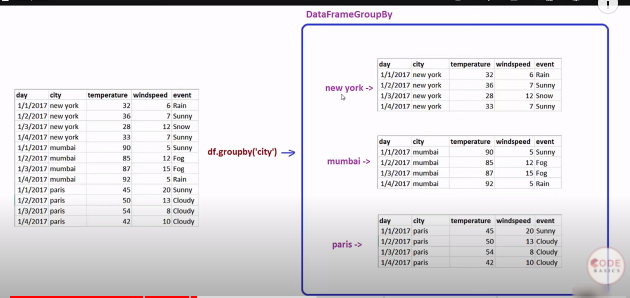 DataFrameGroupBy
day city temperature windspeed event
1/1/2017 new york 32 6 Rain
1/2/2017 new york 36 7 Sunny
1/3/2017 new york 28 12 Snow
1/4/2017 new york 33 7 Sunny
1/1/2017 mumbai 90 5 Sunny
1/2/2017 mumbai 85 12 Fog
1/3/2017 mumbai 87 15 Fog
1/4/2017 mumbai 92 5 Rain
1/1/2017 paris 45 20 Sunny
1/2/2017 paris 50 13 Cloudy
1/3/2017 paris 54 8 Cloudy
1/4/2017 paris 42 10 Cloudy
df.groupby('city')
new york ->
day city temperature windspeed event
1/1/2017 new york 32 6 Rain
1/2/2017 new york 36 7 Sunny
1/3/2017 new york 28 12 Snow
1/4/2017 new york 33 7 Sunny
mumbai ->
day city temperature windspeed event
1/1/2017 mumbai 90 5 Sunny
1/2/2017 mumbai 85 12 Fog
1/3/2017 mumbai 87 15 Fog
1/4/2017 mumbai 92 5 Rain
paris ->
day city temperature windspeed event
1/1/2017 paris 45 20 Sunny
1/2/2017 paris 50 13 Cloudy
1/3/2017 paris 54 8 Cloudy
1/4/2017 paris 42 10 Cloudy
CODE
BASICS